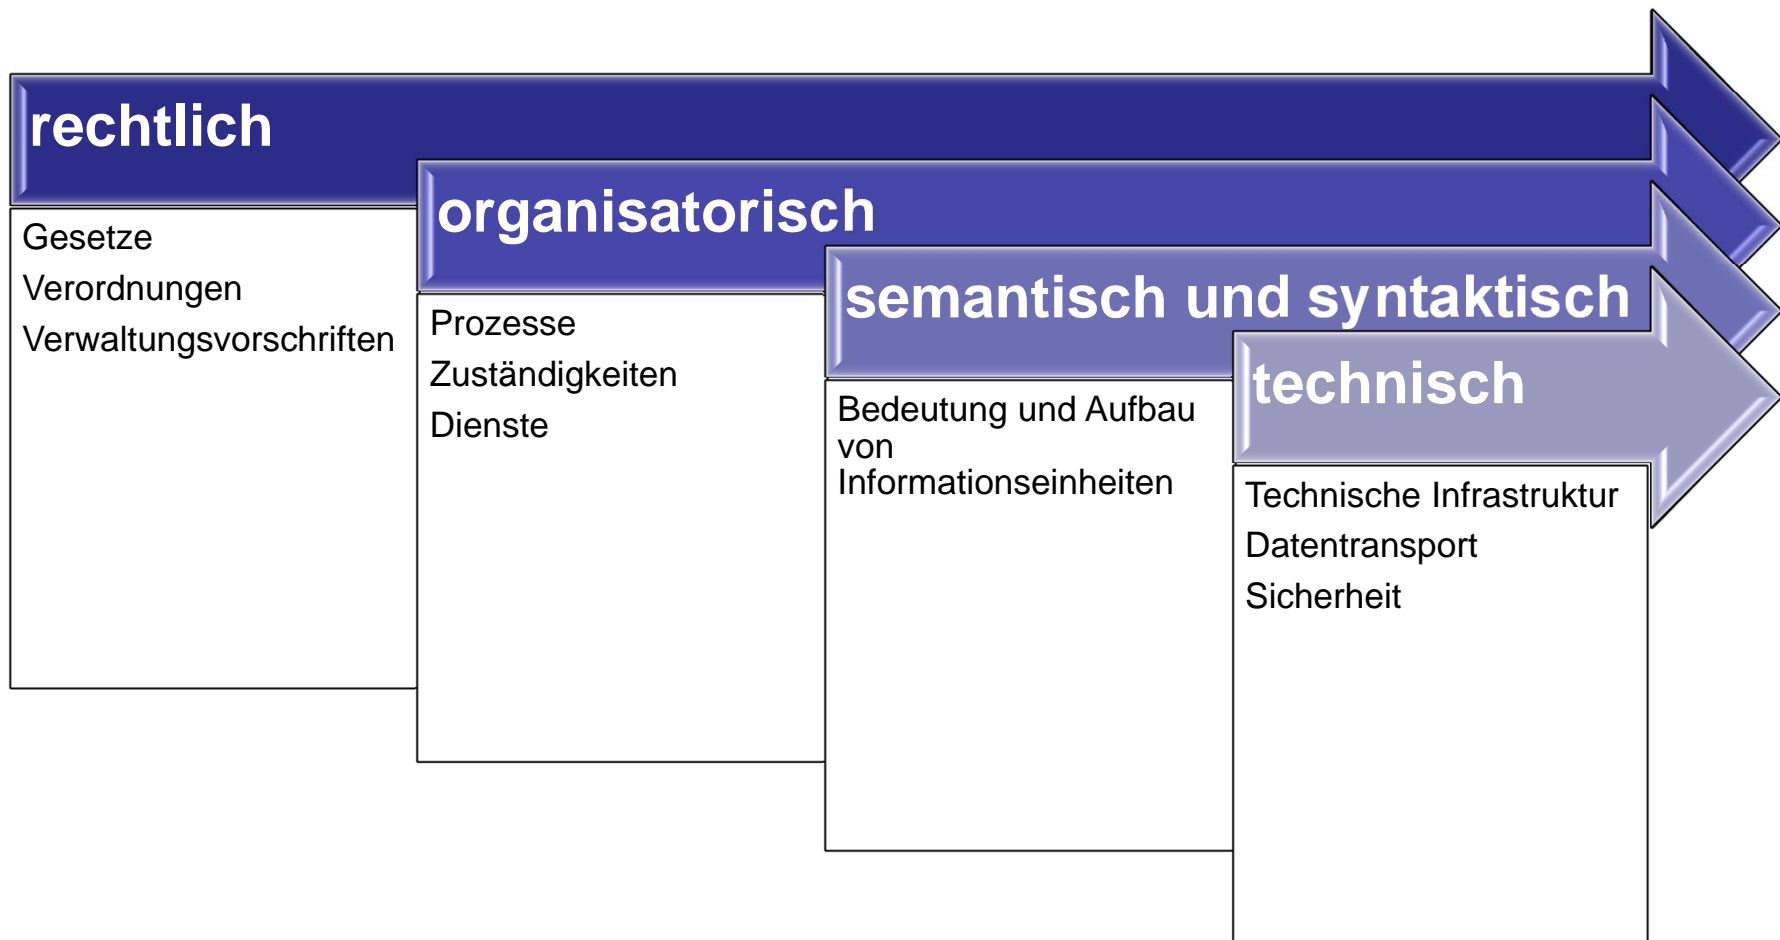 rechtlich
Gesetze
Verordnungen
Verwaltungsvorschriften
organisatorisch
Prozesse
Zuständigkeiten
Dienste
semantisch und syntaktisch
Bedeutung und Aufbau
von
Informationseinheiten
technisch
Technische Infrastruktur
Datentransport
Sicherheit